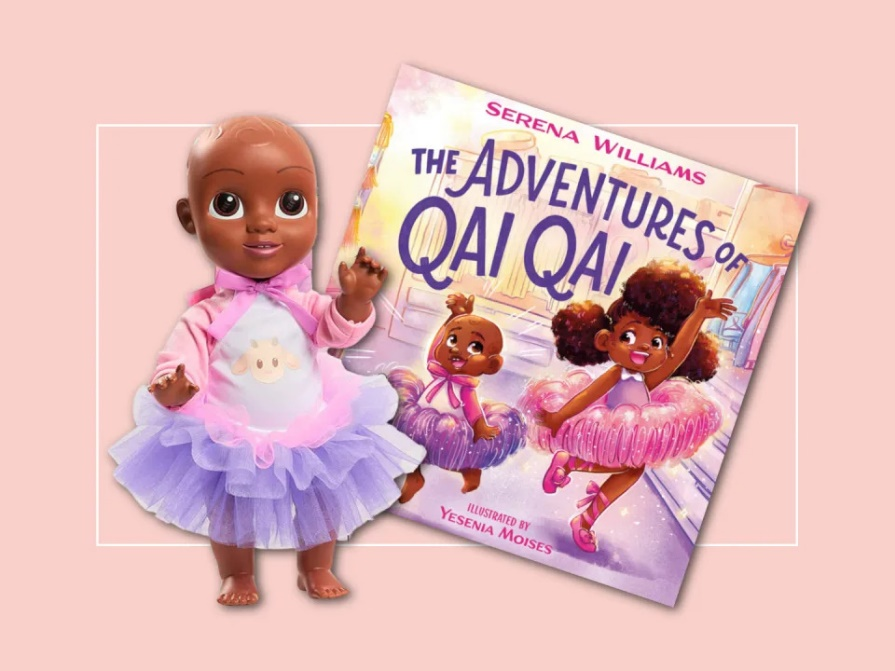 SERENA WILLIAMS
THE ADVENTURES OF
QAI QAI
ILLUSTRATED BY
YESENIA MOISES